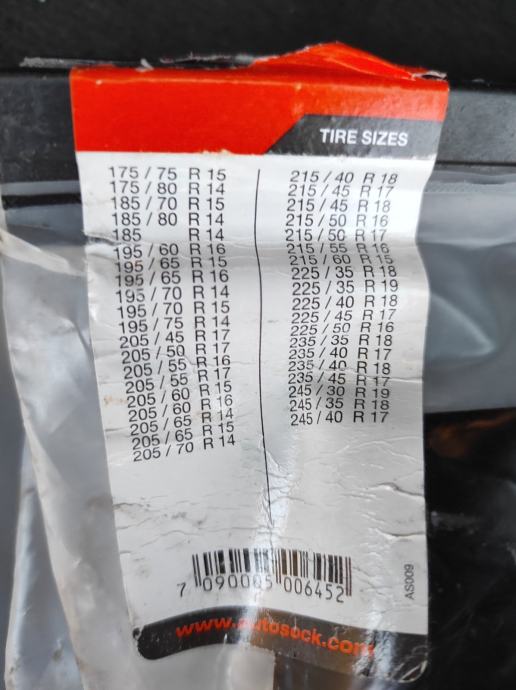 TIRE SIZES
175 / 75 R 15
175 / 80 R 14
185 / 70 R 15
185 / 80 R 14
185 R 14
195 / 60 R 16
195 / 65 R 15
195 / 65 R 16
195 / 70 R 14
195 / 70 R 15
195 / 75 R 14
205 / 45 R 17
205 / 50 R 17
205 / 55 R 16
205 / 55 R 17
205 / 60 R 15
205 / 60 R 16
205 / 65 R 14
205 / 65 R 15
205 / 70 R 14
215 / 40 R 18
215 / 45 R 17
215 / 45 R 18
215 / 50 R 16
215 / 50 R 17
215 / 55 R 16
215 / 60 R 15
225 / 35 R 18
225 / 35 R 19
225 / 40 R 18
225 / 45 R 17
225 / 50 R 16
235 / 35 R 18
235 / 40 R 17
235 / 40 R 18
235 / 45 R 17
245 / 30 R 19
245 / 35 R 18
245 / 40 R 17
7 090005 006452
AS009
www.autosock.com